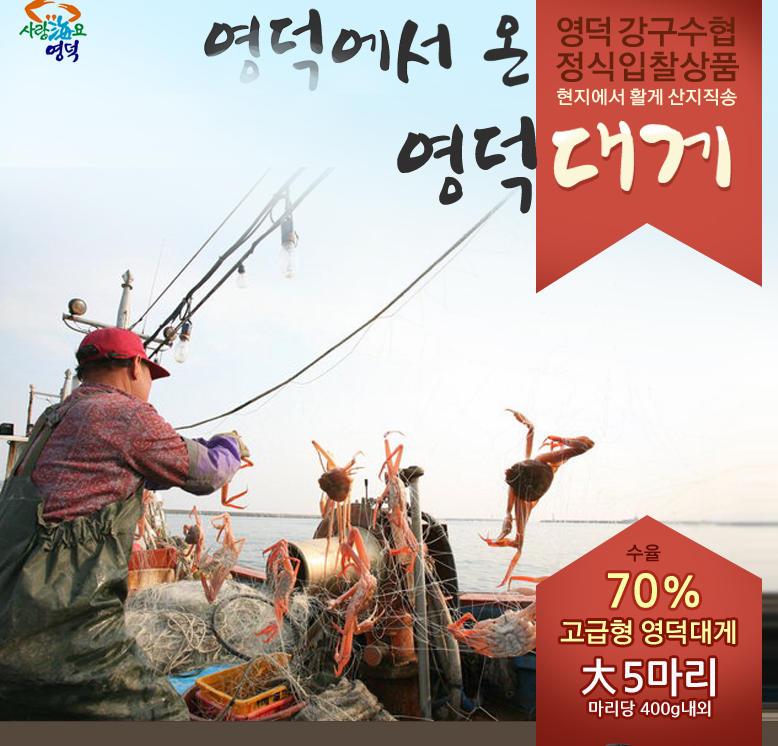 사랑海요
영덕
영덕에서 온
영덕대게
영덕 강구수협
정식입찰상품
현지에서 활게 산지직송
수율
70%
고급형 영덕대게
大5마리
마리당 400g내외